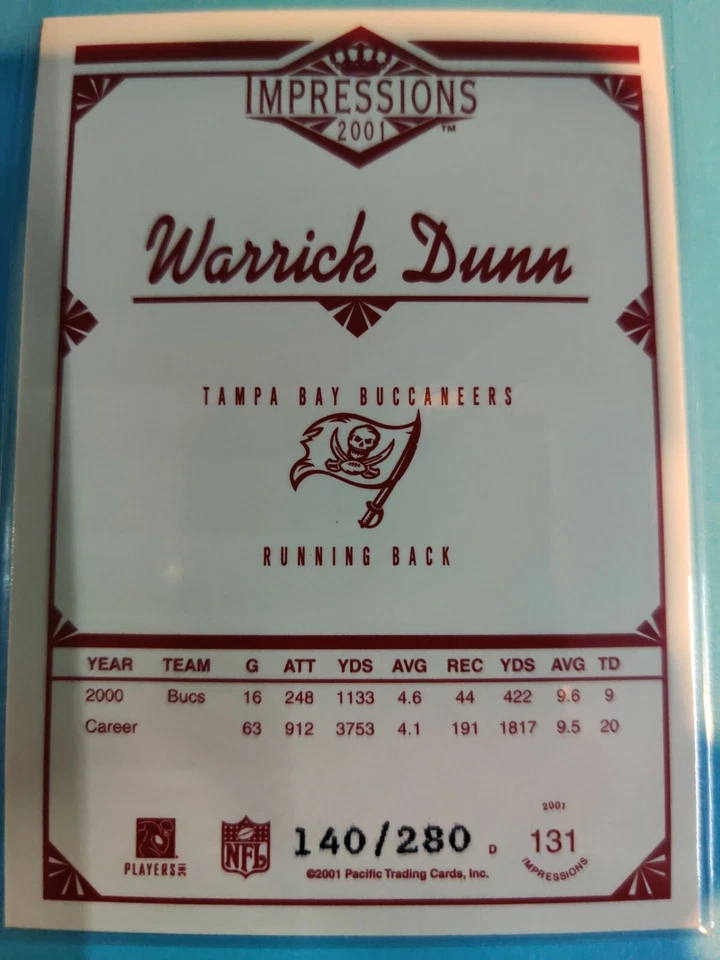 IMPRESSIONS
2001 ™
Warrick Dunn
TAMPA BAY BUCCANEERS
RUNNING BACK
YEAR TEAM G ATT YDS AVG REC YDS AVG TD
2000 Bucs 16 248 1133 4.6 44 422 9.6 9
Career 63 912 3753 4.1 191 1817 9.5 20
PLAYERS INC
NFL
140/280 D
©2001 Pacific Trading Cards, Inc.
2001
131
IMPRESSIONS